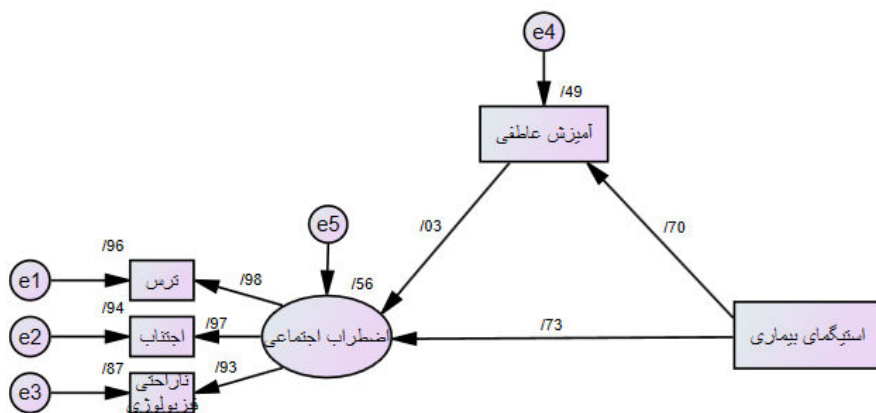 e4
/49
آمیزش عاطفی
e5
/03
/70
/96
e1
ترس
/98
/56
/94
e2
اجتناب
/97
اضطراب اجتماعی
/73
استیگمای بیماری
/87
/93
e3
ناراحتی
فیزیولوژی